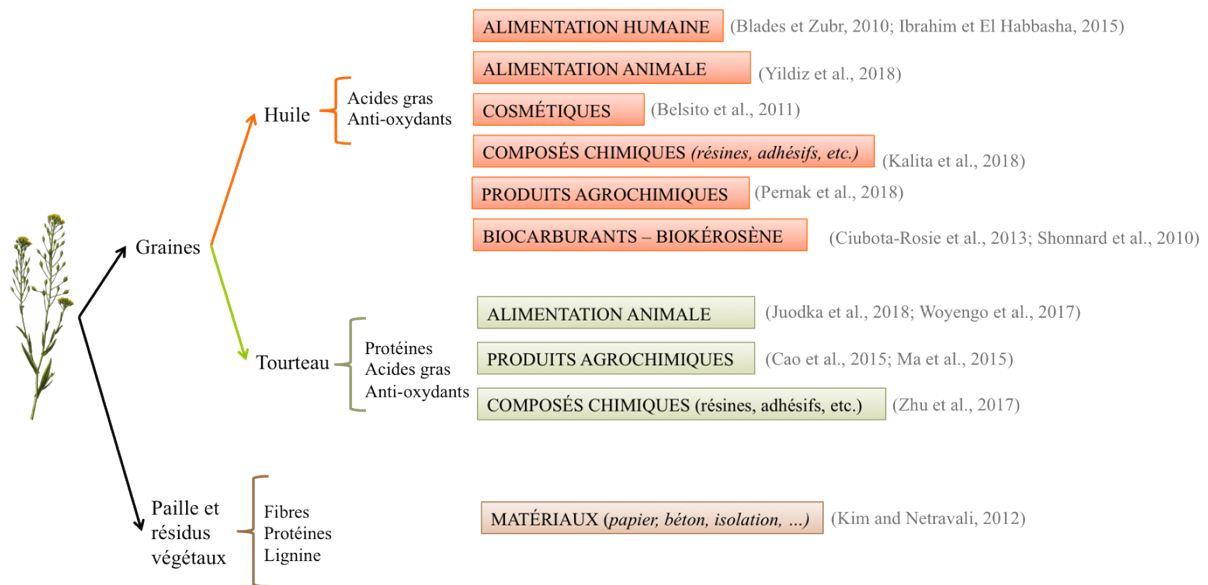 ALIMENTATION HUMAINE (Blades et Zubr, 2010; Ibrahim et El Habbasha, 2015)
ALIMENTATION ANIMALE (Yildiz et al., 2018)
Huile
Acides gras
Anti-oxydants
COSMÉTIQUES (Belsito et al., 2011)
COMPOSÉS CHIMIQUES (résines, adhésifs, etc.) (Kalita et al., 2018)
PRODUITS AGROCHIMIQUES (Pernak et al., 2018)
BIOCARBURANTS – BIOKÉROSÈNE (Ciubota-Rosie et al., 2013; Shonnard et al., 2010)
Graines
ALIMENTATION ANIMALE (Juodka et al., 2018; Woyengo et al., 2017)
Tourteau
Protéines
Acides gras
Anti-oxydants
PRODUITS AGROCHIMIQUES (Cao et al., 2015; Ma et al., 2015)
COMPOSÉS CHIMIQUES (résines, adhésifs, etc.) (Zhu et al., 2017)
Paille et
résidus
végétaux
Fibres
Protéines
Lignine
MATÉRIAUX (papier, béton, isolation, …) (Kim and Netravali, 2012)